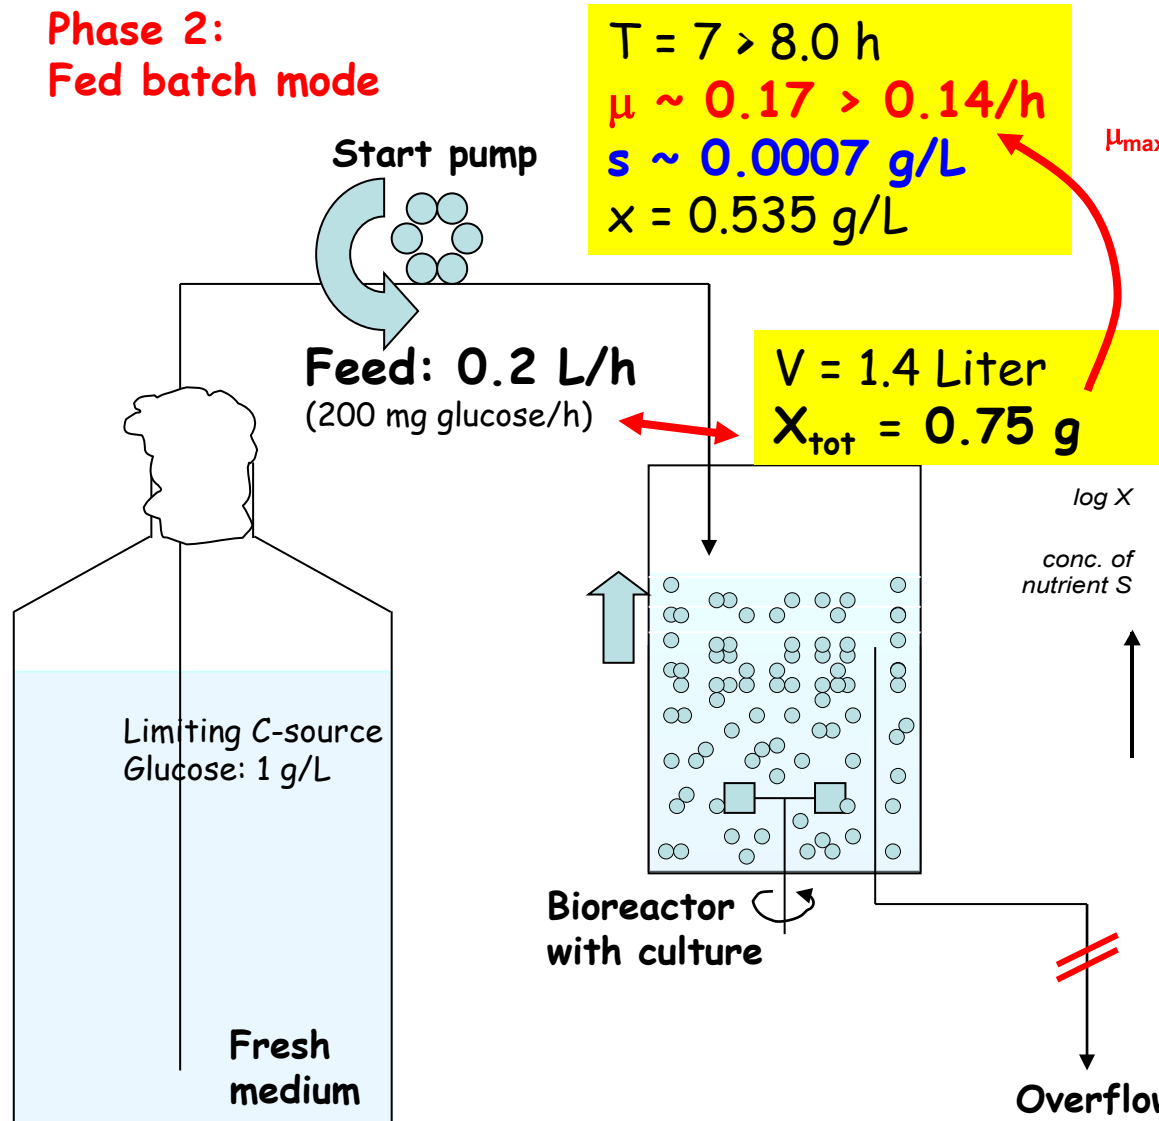 Phase 2:
Fed batch mode
T = 7 > 8.0 h
μ ~ 0.17 > 0.14/h
s ~ 0.0007 g/L
x = 0.535 g/L
μmax
Start pump
Feed: 0.2 L/h
(200 mg glucose/h)
V = 1.4 Liter
Xtot = 0.75 g
log X
conc. of
nutrient S
Limiting C-source
Glucose: 1 g/L
Bioreactor
with culture
Fresh
medium
Overflow